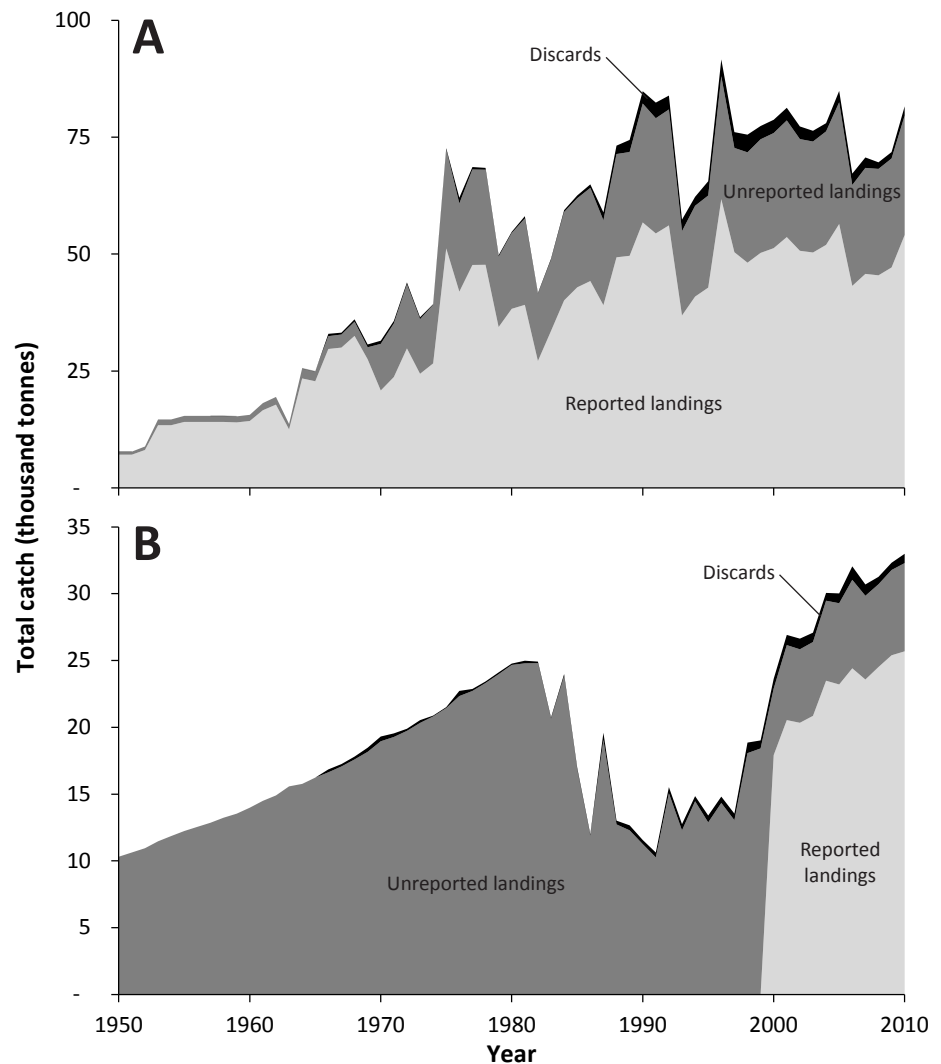 A
100
75
50
25
-
Discards
Unreported landings
Reported landings
Total catch (thousand tonnes)
B
35
30
25
20
15
10
5
-
Discards
Unreported landings
Reported
landings
1950
1960
1970
1980
1990
2000
2010
Year